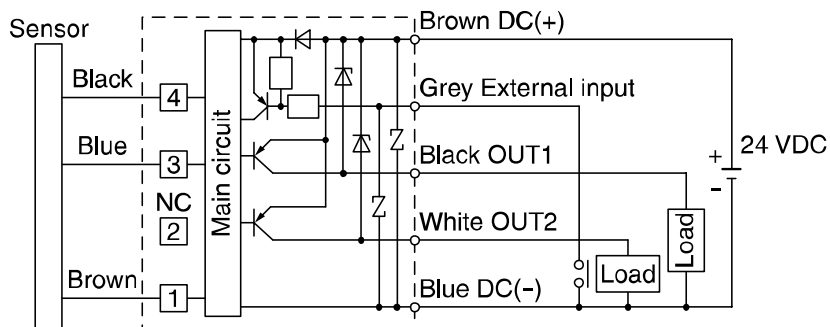 Sensor
Brown DC(+)
Black
4
Grey External input
Blue
3
Main circuit
Black OUT1
+
24 VDC
-
NC
2
White OUT2
Load
Load
Brown
1
Blue DC(-)